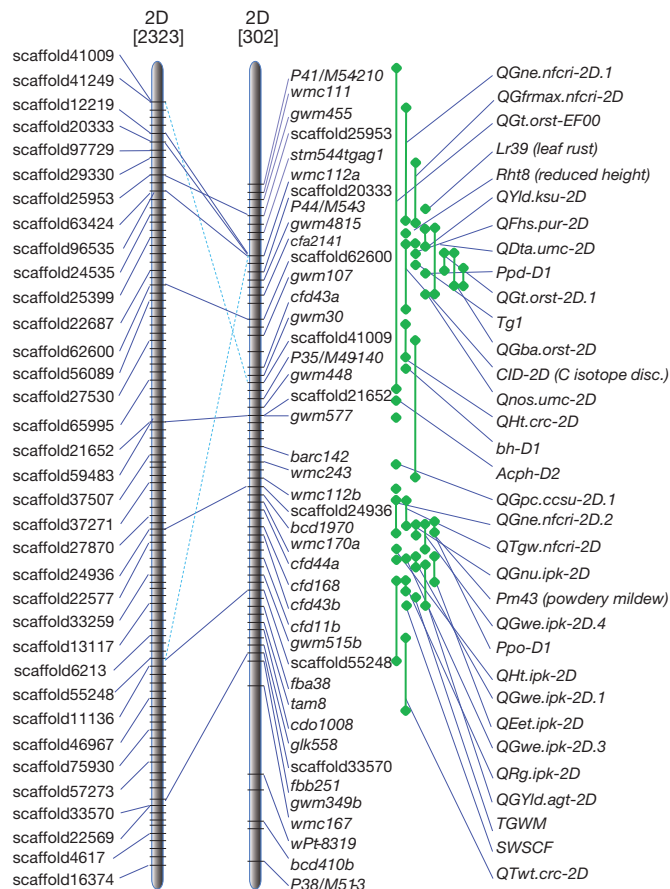 2D
[2323]
2D
[302]
scaffold41009
scaffold41249
scaffold12219
scaffold20333
scaffold97729
scaffold29330
scaffold25953
scaffold63424
scaffold96535
scaffold24535
scaffold25399
scaffold22687
scaffold62600
scaffold56089
scaffold27530
scaffold65995
scaffold21652
scaffold59483
scaffold37507
scaffold37271
scaffold27870
scaffold24936
scaffold22577
scaffold33259
scaffold13117
scaffold6213
scaffold55248
scaffold11136
scaffold46967
scaffold75930
scaffold57273
scaffold33570
scaffold22569
scaffold4617
scaffold16374
P41/M54210
wmc111
gwm455
scaffold25953
stm544tgag1
wmc112a
scaffold20333
P44/M543
gwm4815
cfa2141
scaffold62600
gwm107
cfd43a
gwm30
scaffold41009
P35/M49140
gwm448
scaffold21652
gwm577
barc142
wmc243
wmc112b
scaffold24936
bcd1970
wmc170a
cfd44a
cfd168
cfd43b
cfd11b
gwm515b
scaffold55248
fba38
tam8
cdo1008
glk558
scaffold33570
fbb251
gwm349b
wmc167
wPt-8319
bcd410b
P38/M513
QGne.nfcri-2D.1
QGfrmax.nfcri-2D
QGt.orst-EF00
Lr39 (leaf rust)
Rht8 (reduced height)
QYld.ksu-2D
QFhs.pur-2D
QDta.umc-2D
Ppd-D1
QGt.orst-2D.1
Tg1
QGba.orst-2D
CID-2D (C isotope disc.)
Qnos.umc-2D
QHt.crc-2D
bh-D1
Acph-D2
QGpc.ccsu-2D.1
QGne.nfcri-2D.2
QTgw.nfcri-2D
QGnu.ipk-2D
Pm43 (powdery mildew)
QGwe.ipk-2D.4
Ppo-D1
QHt.ipk-2D
QGwe.ipk-2D.1
QEet.ipk-2D
QGwe.ipk-2D.3
QRg.ipk-2D
QGYld.agt-2D
TGWM
SWSCF
QTwt.crc-2D